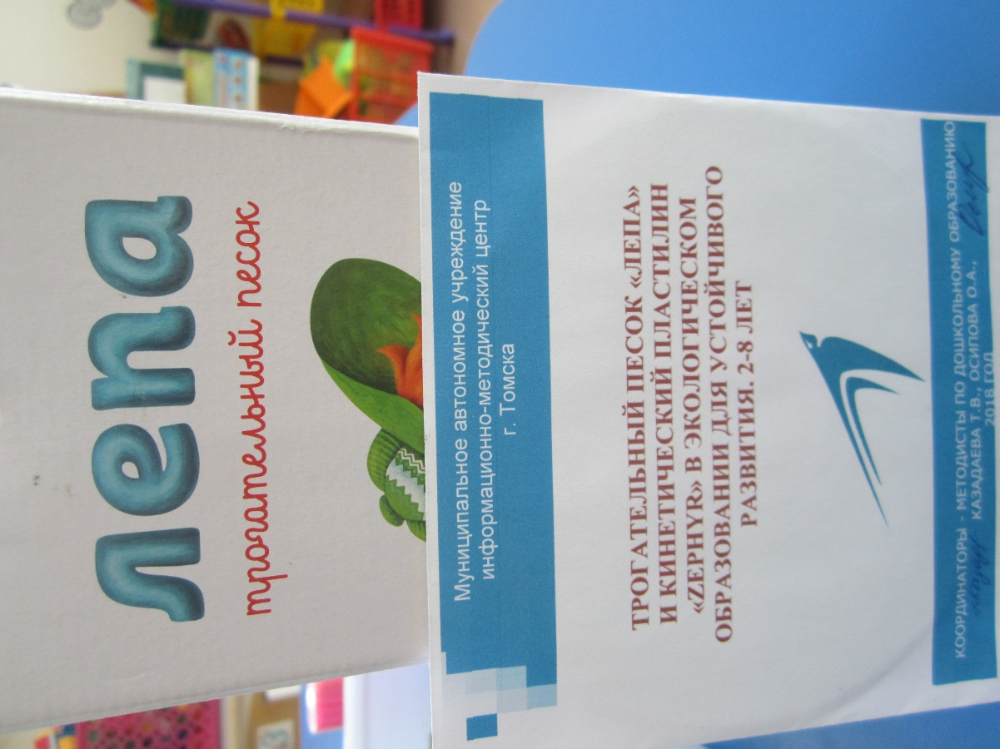 лепа
трогательный песок
Муниципальное автономное учреждение
информационно-методический центр
г. Томска
ТРОГАТЕЛЬНЫЙ ПЕСОК «ЛЕПА»
И КИНЕТИЧЕСКИЙ ПЛАСТИЛИН
«ZEPHYR» В ЭКОЛОГИЧЕСКОМ
ОБРАЗОВАНИИ ДЛЯ УСТОЙЧИВОГО
РАЗВИТИЯ. 2-8 ЛЕТ
КООРДИНАТОРЫ - МЕТОДИСТЫ ПО ДОШКОЛЬНОМУ ОБРАЗОВАНИЮ
КАЗАДАЕВА Т.В., ОСИПОВА О.А.,
2018 ГОД